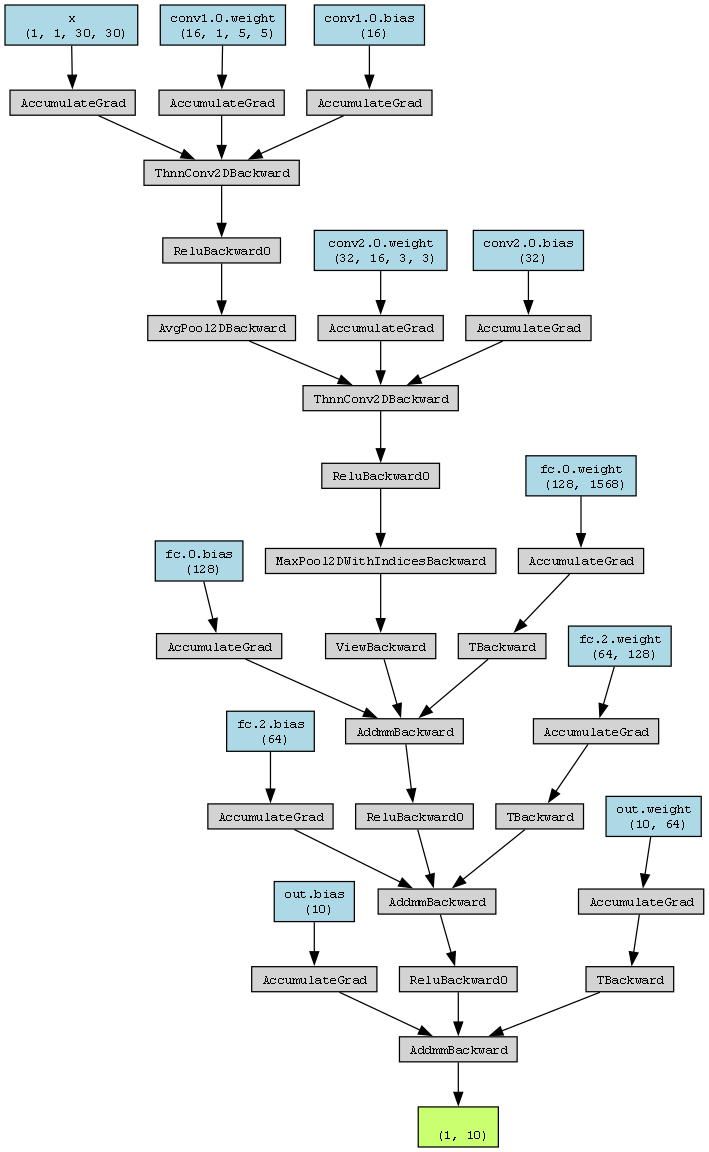 x
(1, 1, 30, 30)
conv1.0.weight
(16, 1, 5, 5)
conv1.0.bias
(16)
AccumulateGrad
AccumulateGrad
AccumulateGrad
ThnnConv2DBackward
ReluBackward0
conv2.0.weight
(32, 16, 3, 3)
conv2.0.bias
(32)
AvgPool2DBackward
AccumulateGrad
AccumulateGrad
ThnnConv2DBackward
ReluBackward0
fc.0.weight
(128, 1568)
fc.0.bias
(128)
MaxPool2DWithIndicesBackward
AccumulateGrad
AccumulateGrad
ViewBackward
TBackward
fc.2.weight
(64, 128)
fc.2.bias
(64)
AddmmBackward
AccumulateGrad
AccumulateGrad
ReluBackward0
TBackward
out.weight
(10, 64)
out.bias
(10)
AddmmBackward
AccumulateGrad
AccumulateGrad
ReluBackward0
TBackward
AddmmBackward
(1, 10)